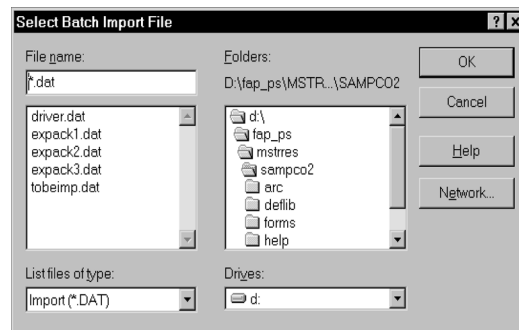 Select Batch Import File
File name:
*.dat
driver.dat
expack1.dat
expack2.dat
expack3.dat
tobeimp.dat
List files of type:
Import (*.DAT)
Folders:
D:\fap_ps\MSTR...\SAMPCO2
d:\
fap_ps
mstrres
sampco2
arc
deflib
forms
help
Drives:
d:
OK
Cancel
Help
Network...